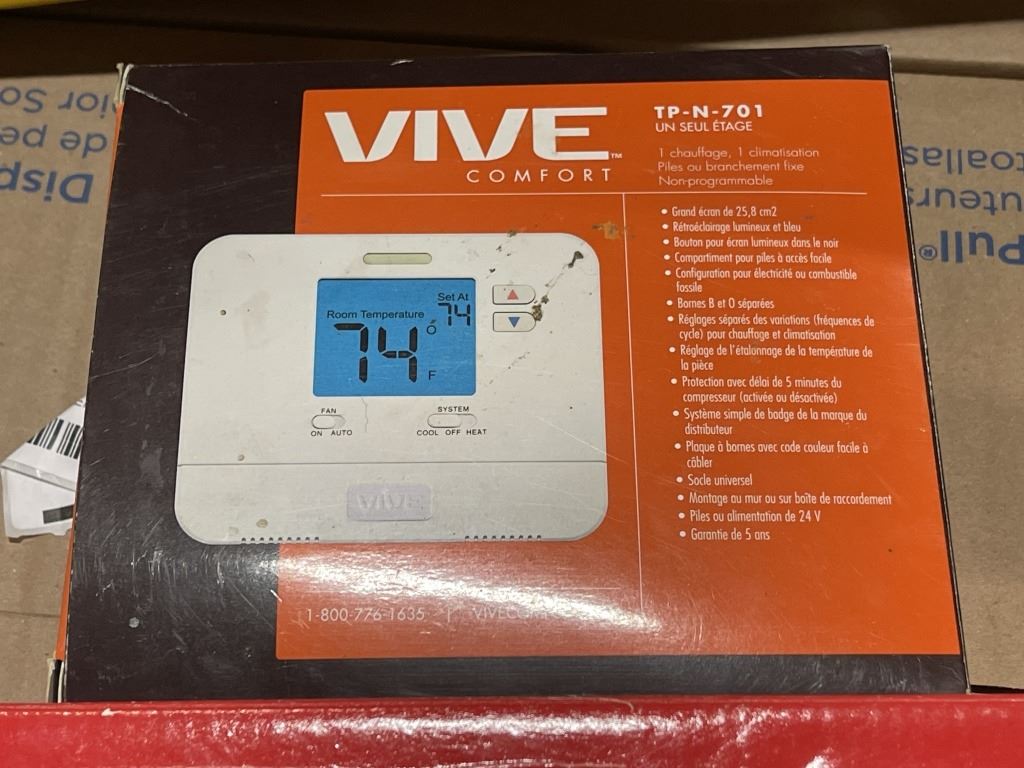 VIVE™
COMFORT
TP-N-701
UN SEUL ÉTAGE
1 chauffage, 1 climatisation
Piles ou branchement fixe
Non-programmable
• Grand écran de 25,8 cm2
• Rétroéclairage lumineux et bleu
• Bouton pour écran lumineux dans le noir
• Compartiment pour piles à accès facile
• Configuration pour électricité ou combustible
fossile
• Bornes B et O séparées
• Réglages séparés des variations (fréquences de
cycle) pour chauffage et climatisation
• Réglage de l'étalonnage de la température de
la pièce
• Protection avec délai de 5 minutes du
compresseur (activée ou désactivée)
• Système simple de badge de la marque du
distributeur
• Plaque à bornes avec code couleur facile à
câbler
• Socle universel
• Montage au mur ou sur boîte de raccordement
• Piles ou alimentation de 24 V
• Garantie de 5 ans
Set At
74
Room Temperature
74° F
FAN
ON AUTO
SYSTEM
COOL OFF HEAT
VIVE
1-800-776-1635
Pull®